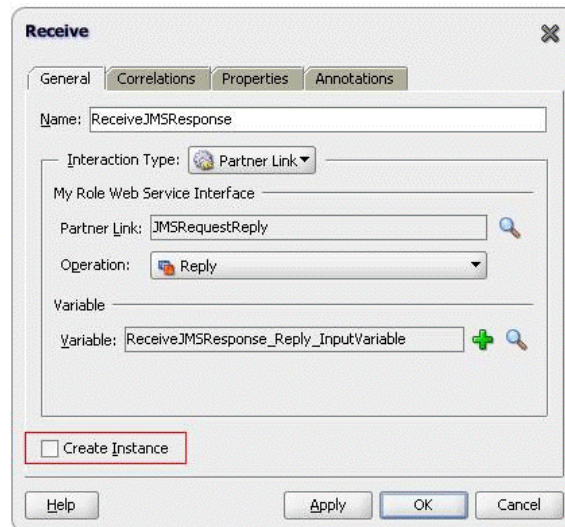 Receive
General Correlations Properties Annotations
Name: ReceiveJMSResponse
Interaction Type: Partner Link
My Role Web Service Interface
Partner Link: JMSRequestReply
Operation: Reply
Variable
Variable: ReceiveJMSResponse_Reply_InputVariable
Create Instance
Help Apply OK Cancel